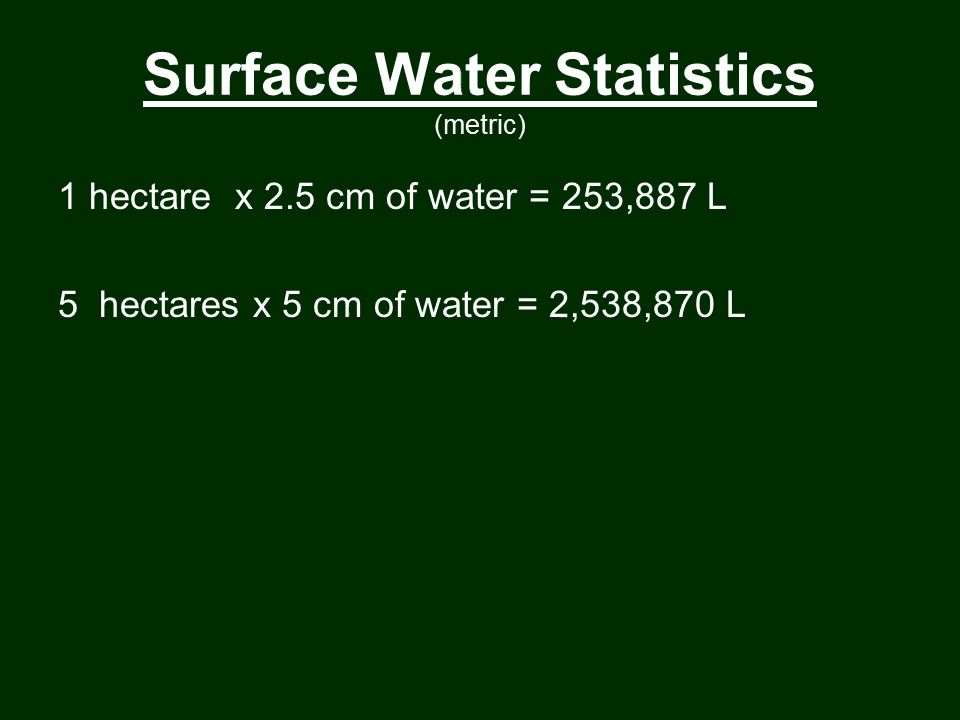 Surface Water Statistics
(metric)
1 hectare  x 2.5 cm of water = 253,887 L
5  hectares x 5 cm of water = 2,538,870 L